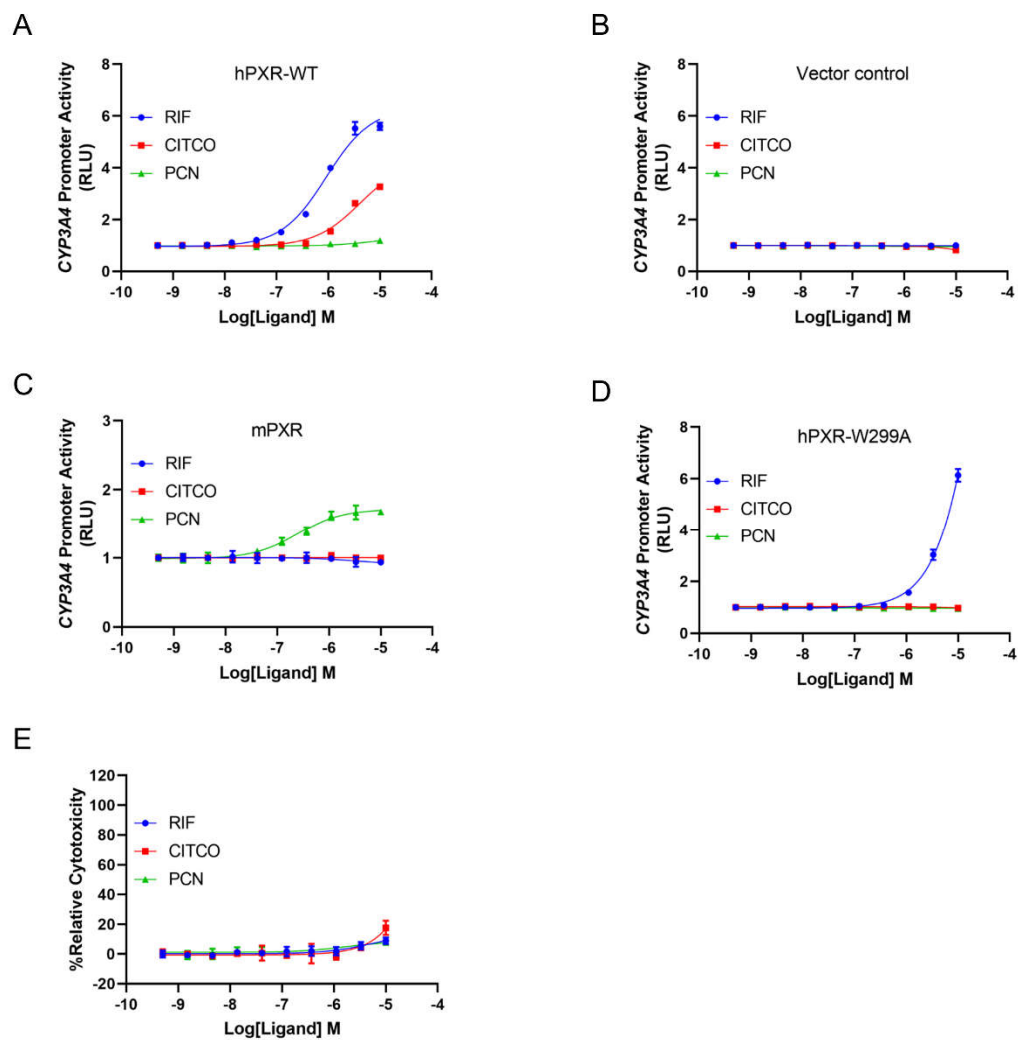 A
hPXR-WT
RIF
CITCO
PCN
CYP3A4 Promoter Activity
(RLU)
8
6
4
2
0
-10 -9 -8 -7 -6 -5 -4
Log[Ligand] M
B
Vector control
RIF
CITCO
PCN
CYP3A4 Promoter Activity
(RLU)
8
6
4
2
0
-10 -9 -8 -7 -6 -5 -4
Log[Ligand] M
C
mPXR
RIF
CITCO
PCN
CYP3A4 Promoter Activity
(RLU)
3
2
1
0
-10 -9 -8 -7 -6 -5 -4
Log[Ligand] M
D
hPXR-W299A
RIF
CITCO
PCN
CYP3A4 Promoter Activity
(RLU)
8
6
4
2
0
-10 -9 -8 -7 -6 -5 -4
Log[Ligand] M
E
RIF
CITCO
PCN
%Relative Cytotoxicity
120
100
80
60
40
20
0
-20
-10 -9 -8 -7 -6 -5 -4
Log[Ligand] M